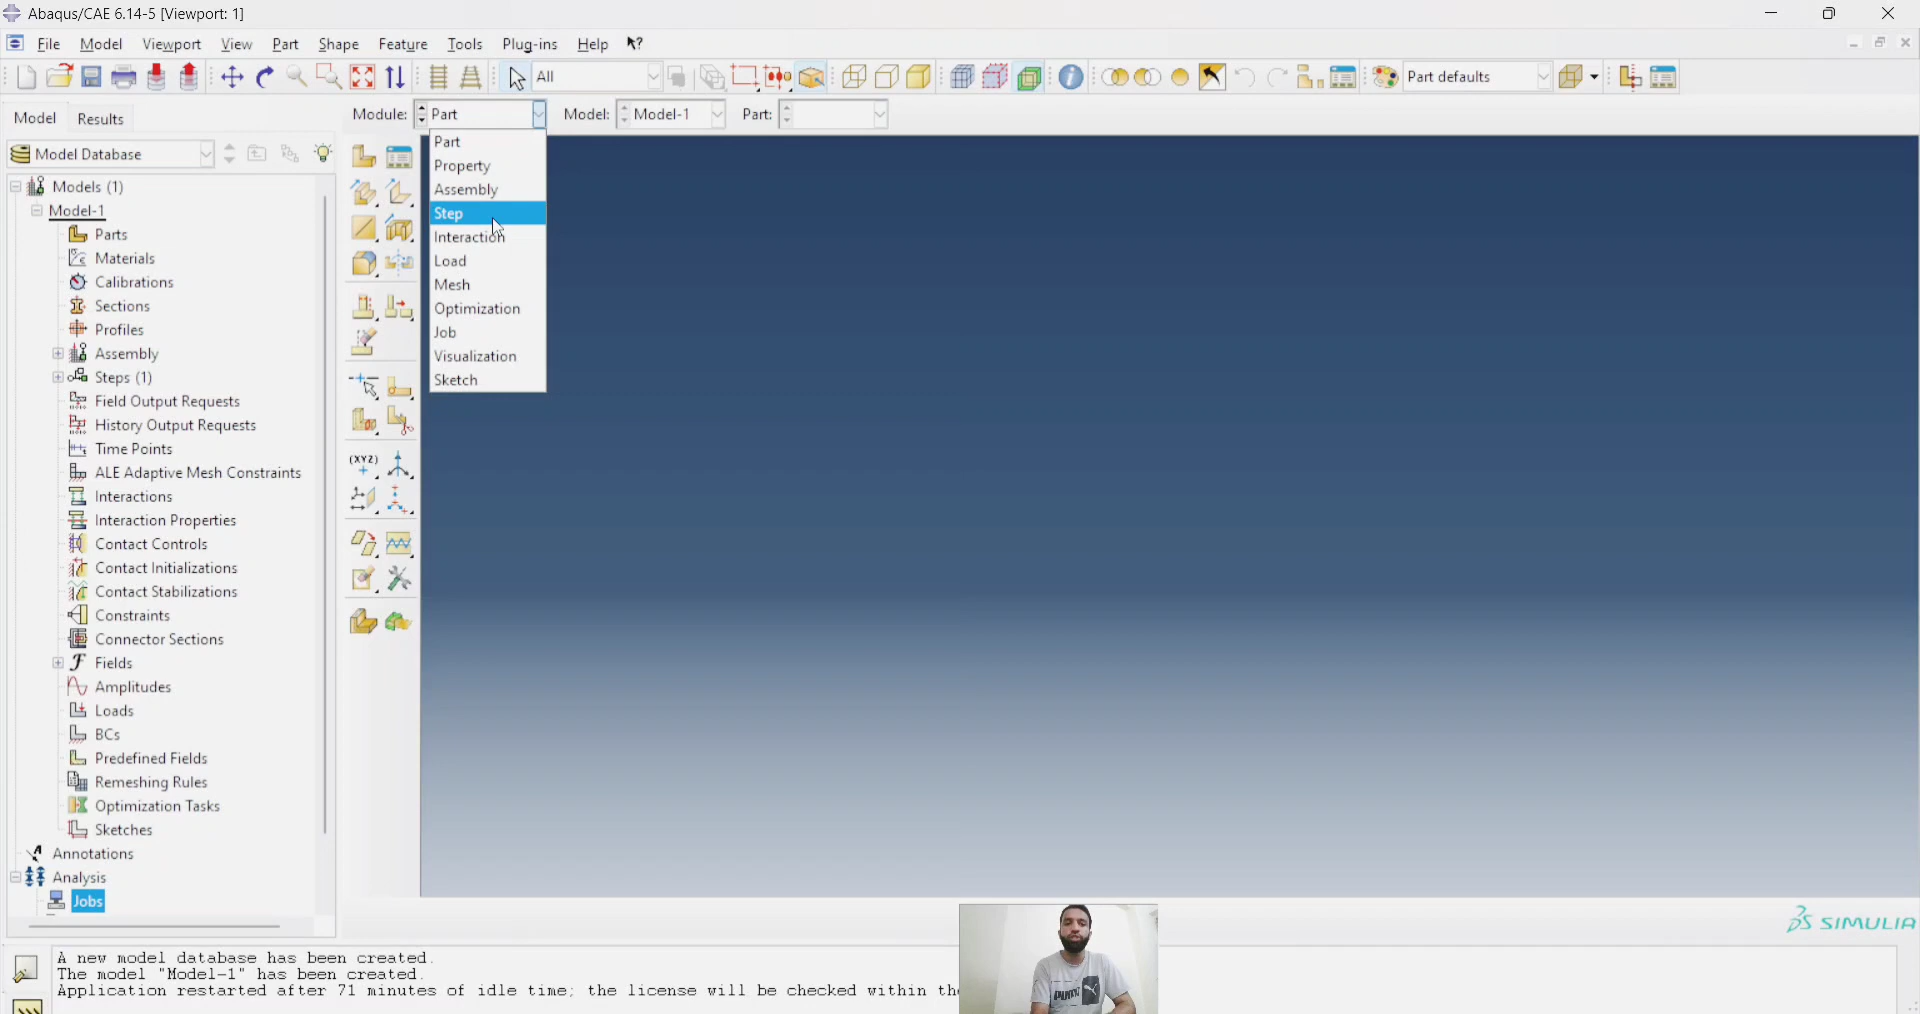 Abaqus/CAE 6.14-5 [Viewport: 1]
File Model Viewport View Part Shape Feature Tools Plug-ins Help
All
Part defaults
Model Results
Module: Part Model: Model-1 Part:
Model Database
Models (1)
Model-1
Parts
Materials
Calibrations
Sections
Profiles
Assembly
Steps (1)
Field Output Requests
History Output Requests
Time Points
ALE Adaptive Mesh Constraints
Interactions
Interaction Properties
Contact Controls
Contact Initializations
Contact Stabilizations
Constraints
Connector Sections
Fields
Amplitudes
Loads
BCs
Predefined Fields
Remeshing Rules
Optimization Tasks
Sketches
Annotations
Analysis
Jobs
Part
Property
Assembly
Step
Interaction
Load
Mesh
Optimization
Job
Visualization
Sketch
(XYZ)
SIMULIA
A new model database has been created.
The model "Model-1" has been created.
Application restarted after 71 minutes of idle time; the license will be checked within